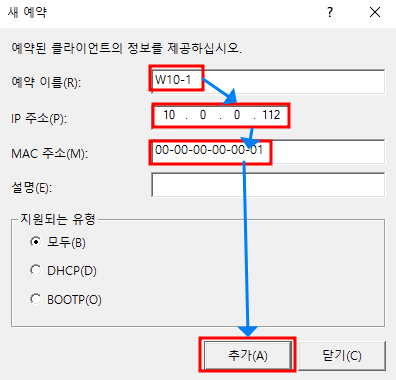 새 예약
?
예약된 클라이언트의 정보를 제공하십시오.
예약 이름(R): W10-1
IP 주소(P): 10 . 0 . 0 . 112
MAC 주소(M): 00-00-00-00-00-01
설명(E):
지원되는 유형
모두(B)
DHCP(D)
BOOTP(O)
추가(A) 닫기(C)